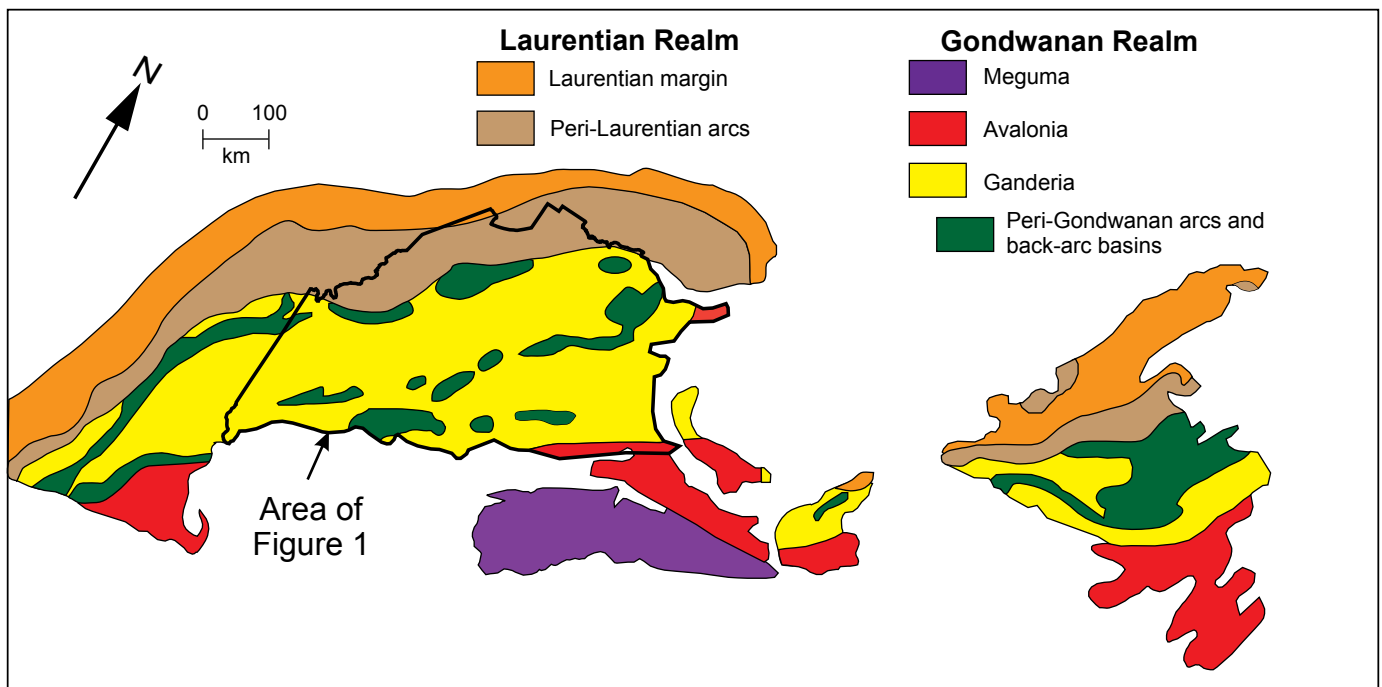 N
0 100
km
Laurentian Realm
Laurentian margin
Peri-Laurentian arcs
Gondwanan Realm
Meguma
Avalonia
Ganderia
Peri-Gondwanan arcs and
back-arc basins
Area of
Figure 1